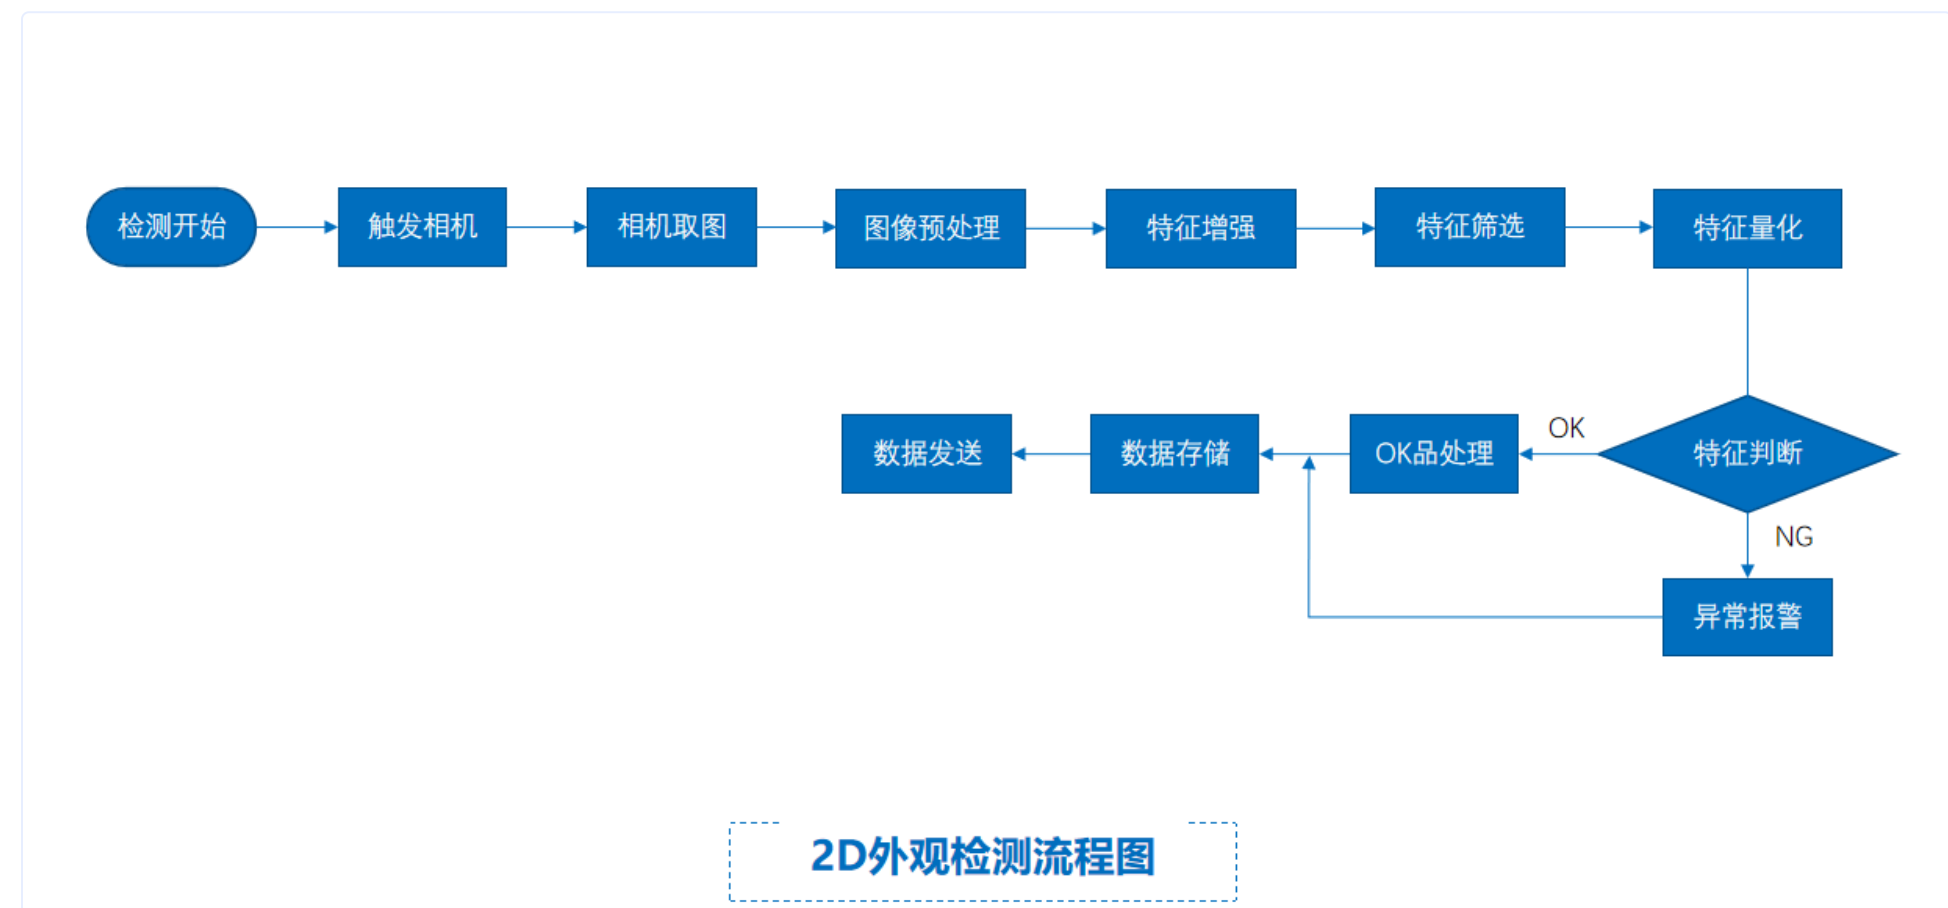 检测开始
触发相机
相机取图
图像预处理
特征增强
特征筛选
特征量化
数据发送
数据存储
OK品处理
OK
特征判断
NG
异常报警
2D外观检测流程图